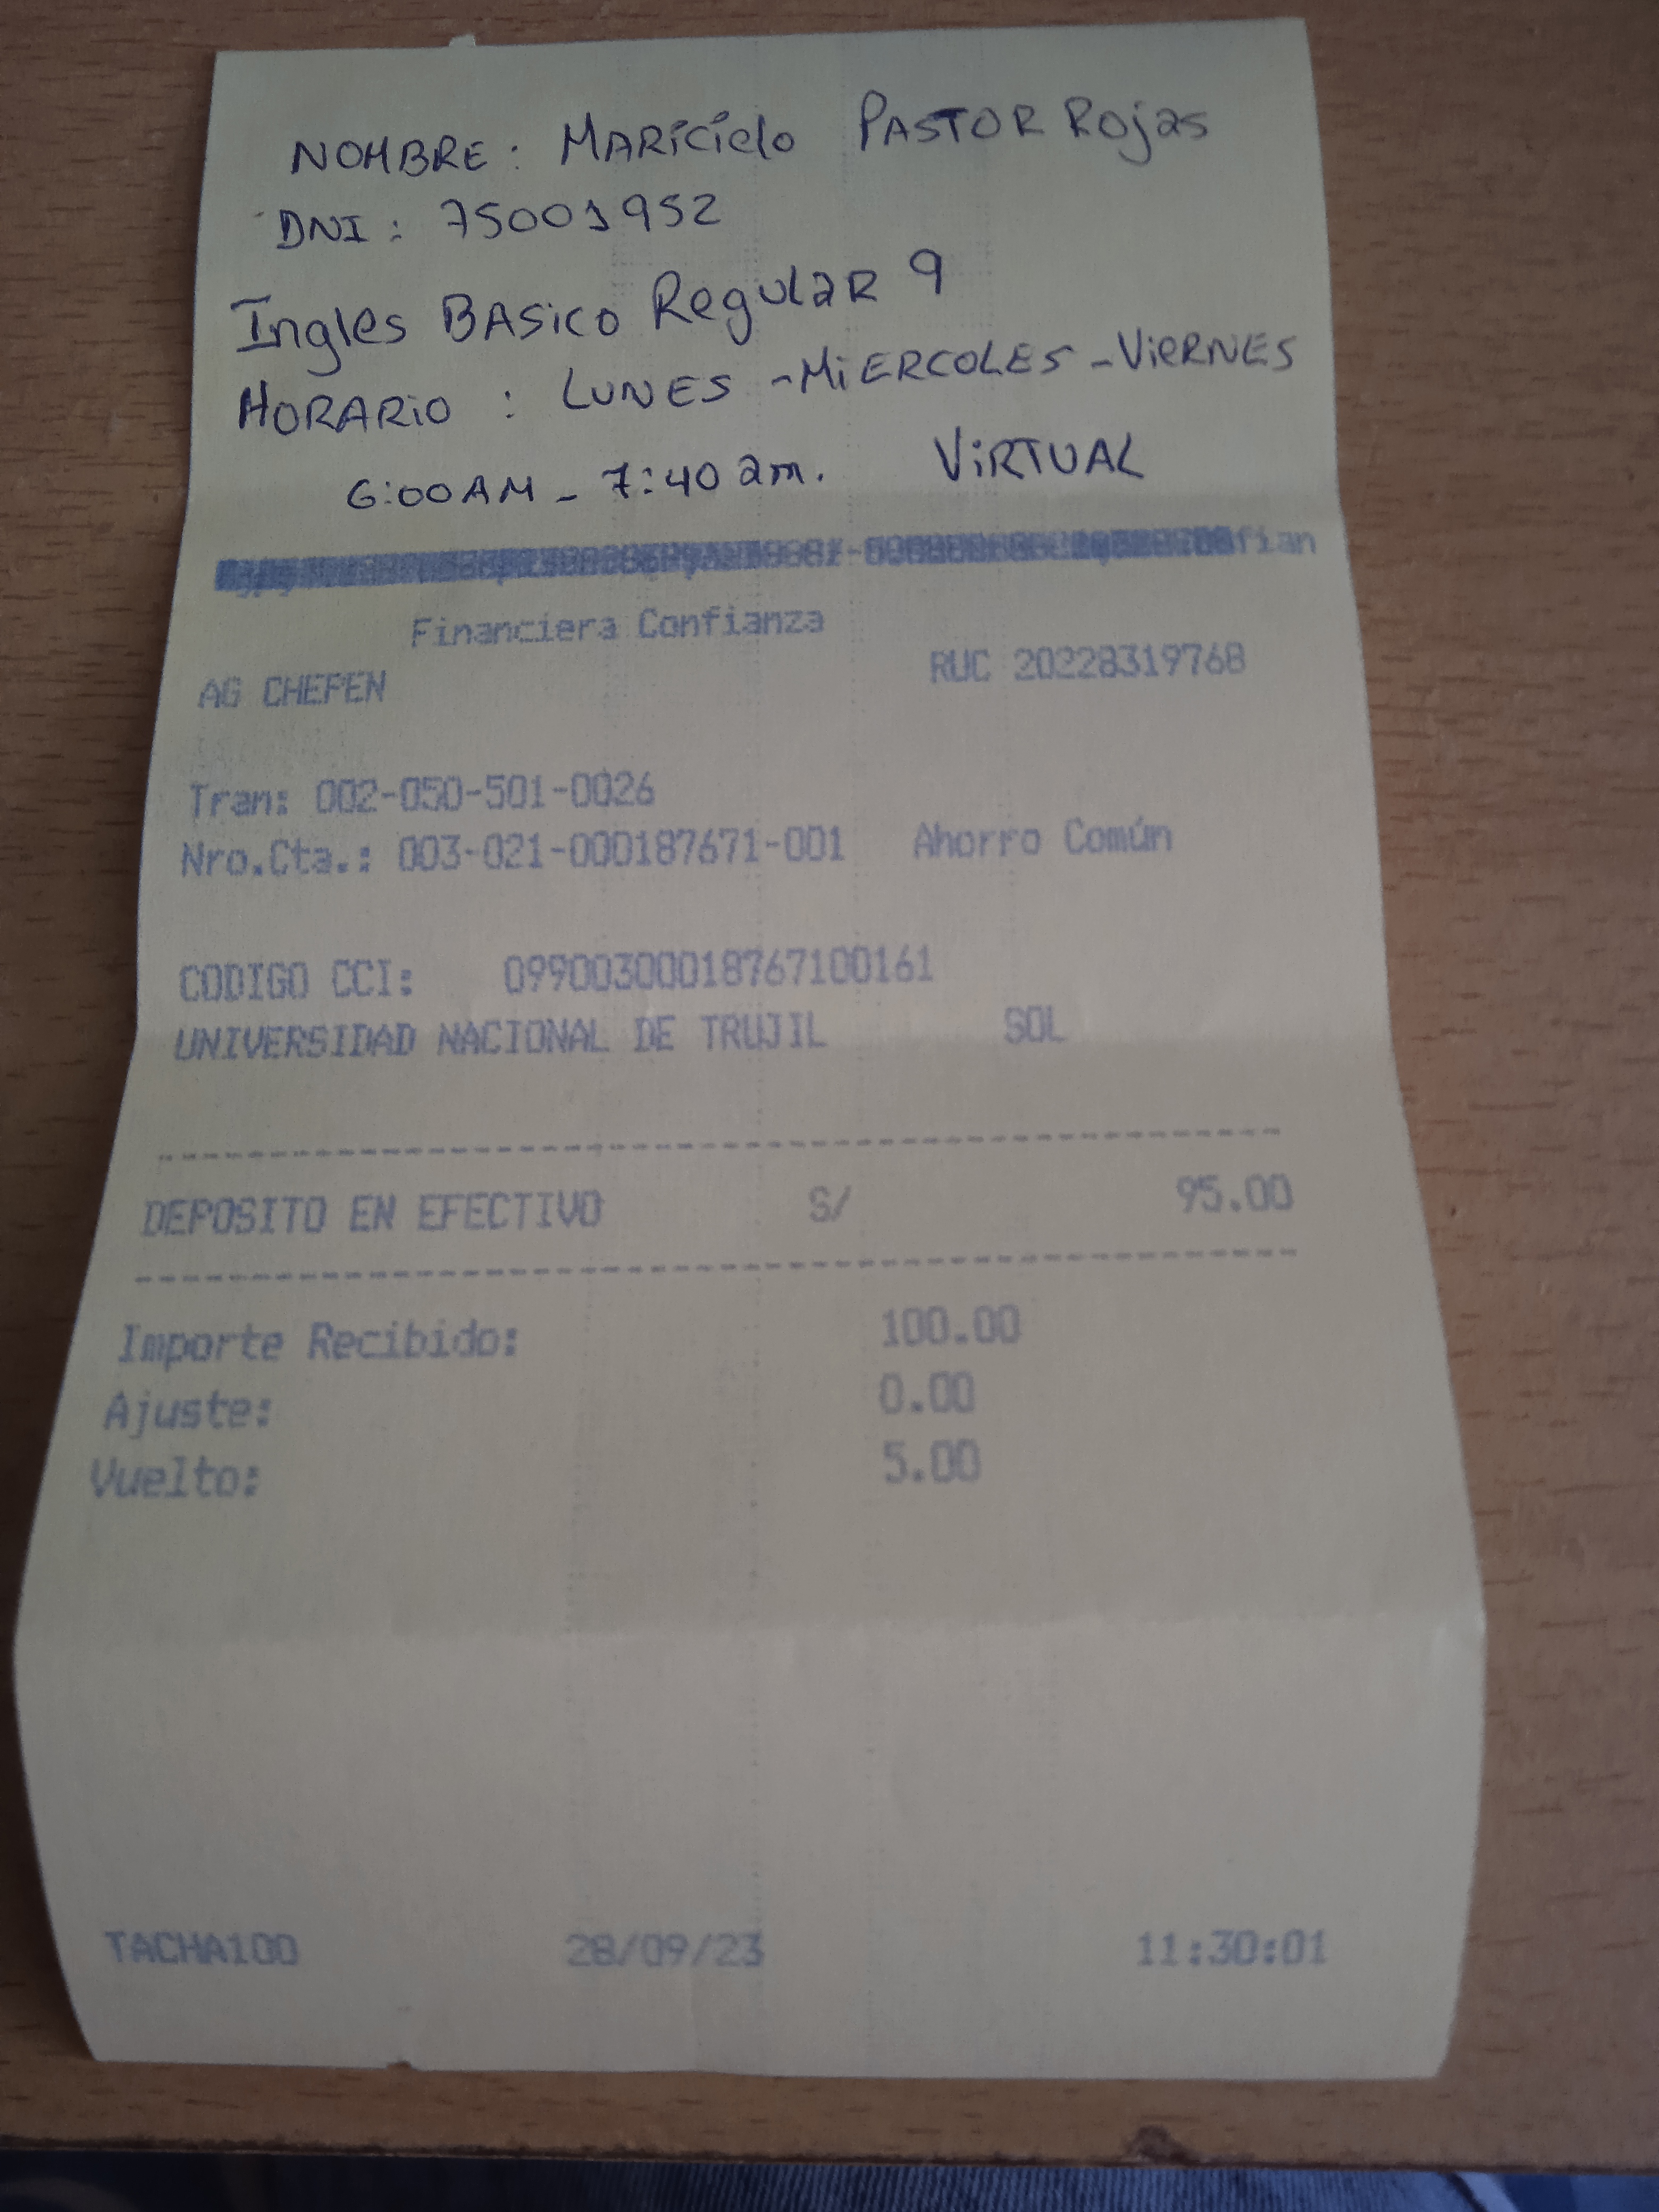 NOMBRE: MARICIELO PASTOR ROJAS
DNI: 75001952
INGLES BASICO REGULAR 9
HORARIO: LUNES - MIERCOLES - VIERNES
6:00AM - 7:40 am. VIRTUAL
fian
Financiera Confianza
AG CHEPEN RUC 20228319768
Tran: 002-050-501-0026
Nro.Cta.: 003-021-000187671-001 Ahorro Común
CODIGO CCI: 09900300018767100161
UNIVERSIDAD NACIONAL DE TRUJIL SOL
DEPOSITO EN EFECTIVO S/ 95.00
Importe Recibido: 100.00
Ajuste: 0.00
Vuelto: 5.00
TACHA100 28/09/23 11:30:01